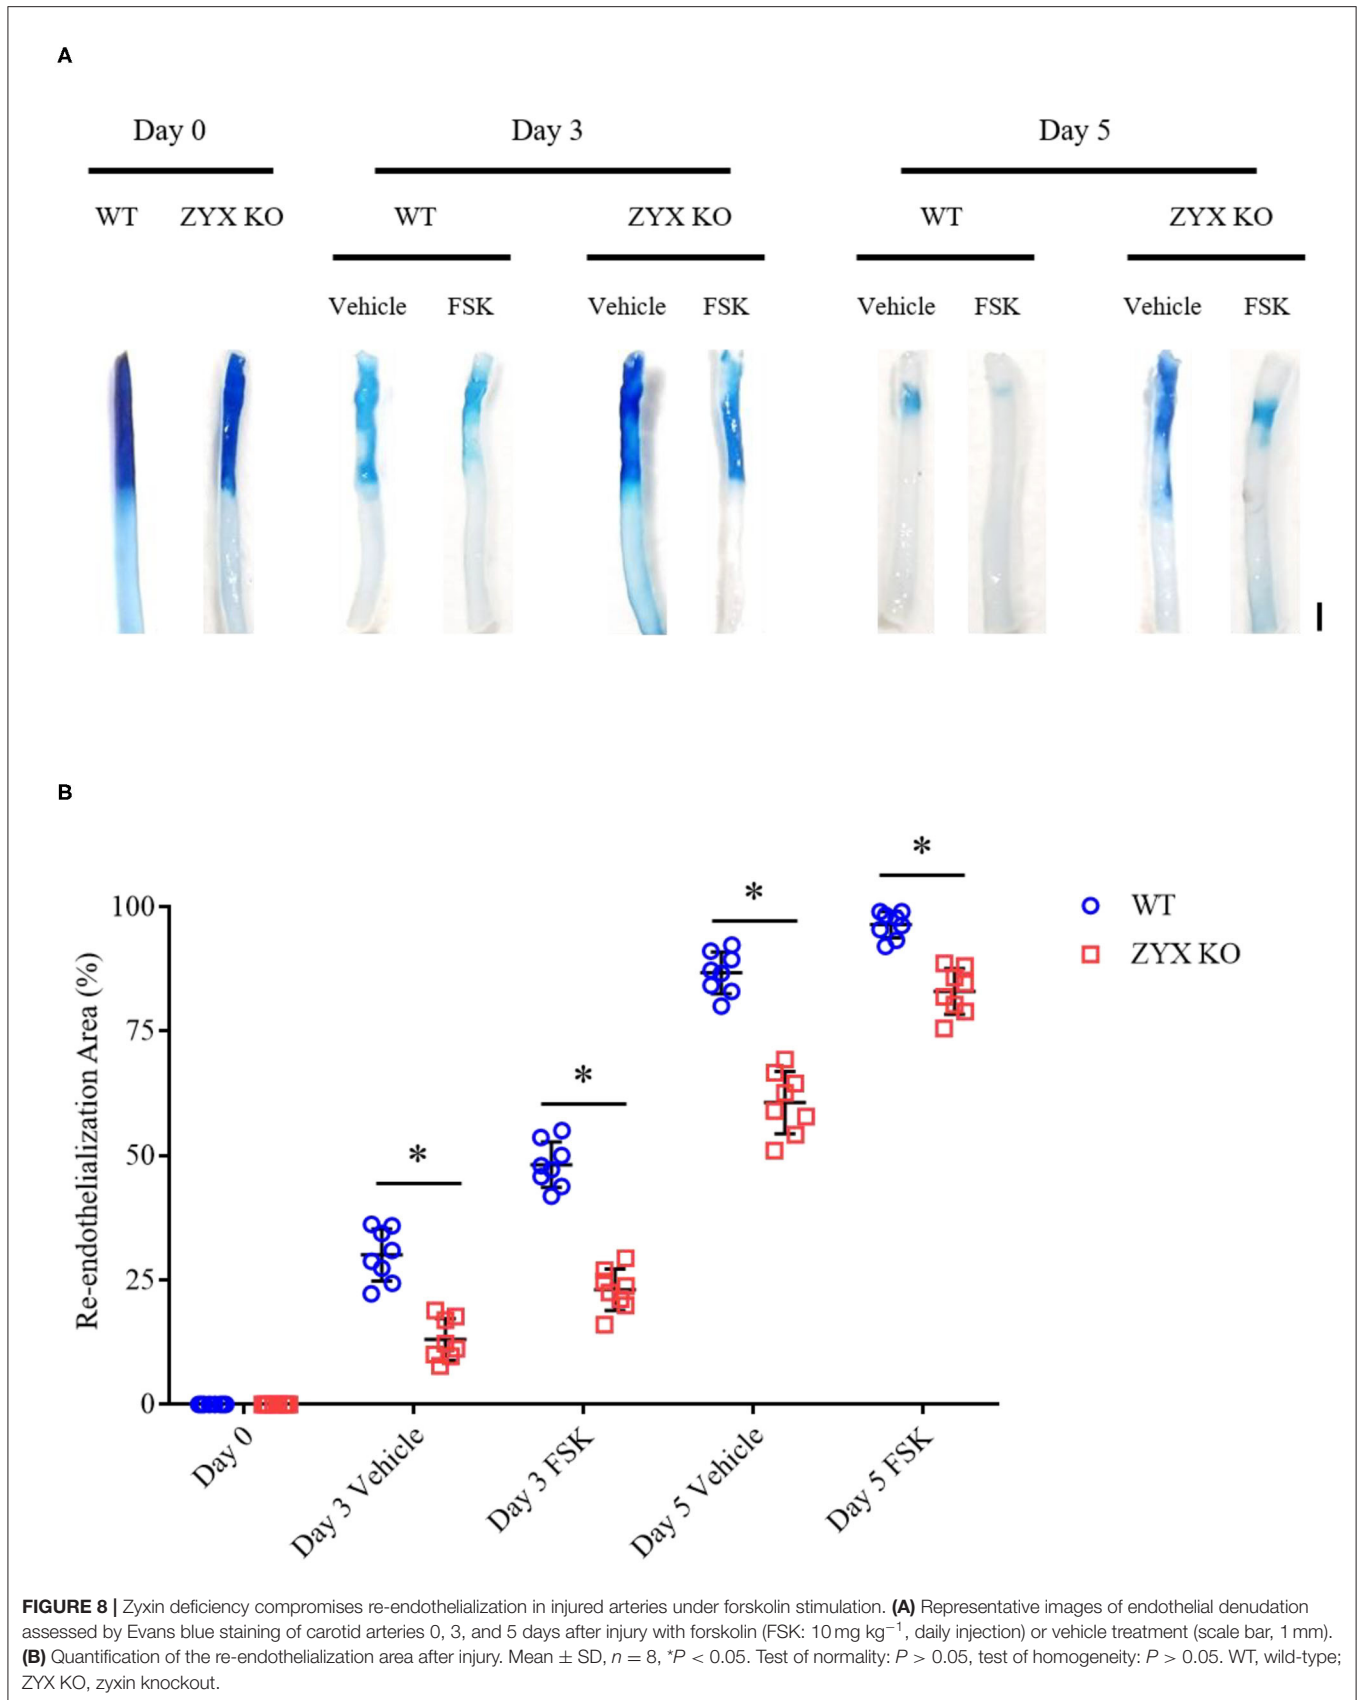 A
Day 0 Day 3 Day 5
WT ZYX KO WT ZYX KO WT ZYX KO
Vehicle FSK Vehicle FSK Vehicle FSK Vehicle FSK
B
* * * *
WT
ZYX KO
Re-endothelialization Area (%)
100
75
50
25
0
Day 0
Day 3 Vehicle
Day 3 FSK
Day 5 Vehicle
Day 5 FSK
FIGURE 8 | Zyxin deficiency compromises re-endothelialization in injured arteries under forskolin stimulation. (A) Representative images of endothelial denudation
assessed by Evans blue staining of carotid arteries 0, 3, and 5 days after injury with forskolin (FSK: 10 mg kg⁻¹, daily injection) or vehicle treatment (scale bar, 1 mm).
(B) Quantification of the re-endothelialization area after injury. Mean ± SD, n = 8, *P < 0.05. Test of normality: P > 0.05, test of homogeneity: P > 0.05. WT, wild-type;
ZYX KO, zyxin knockout.